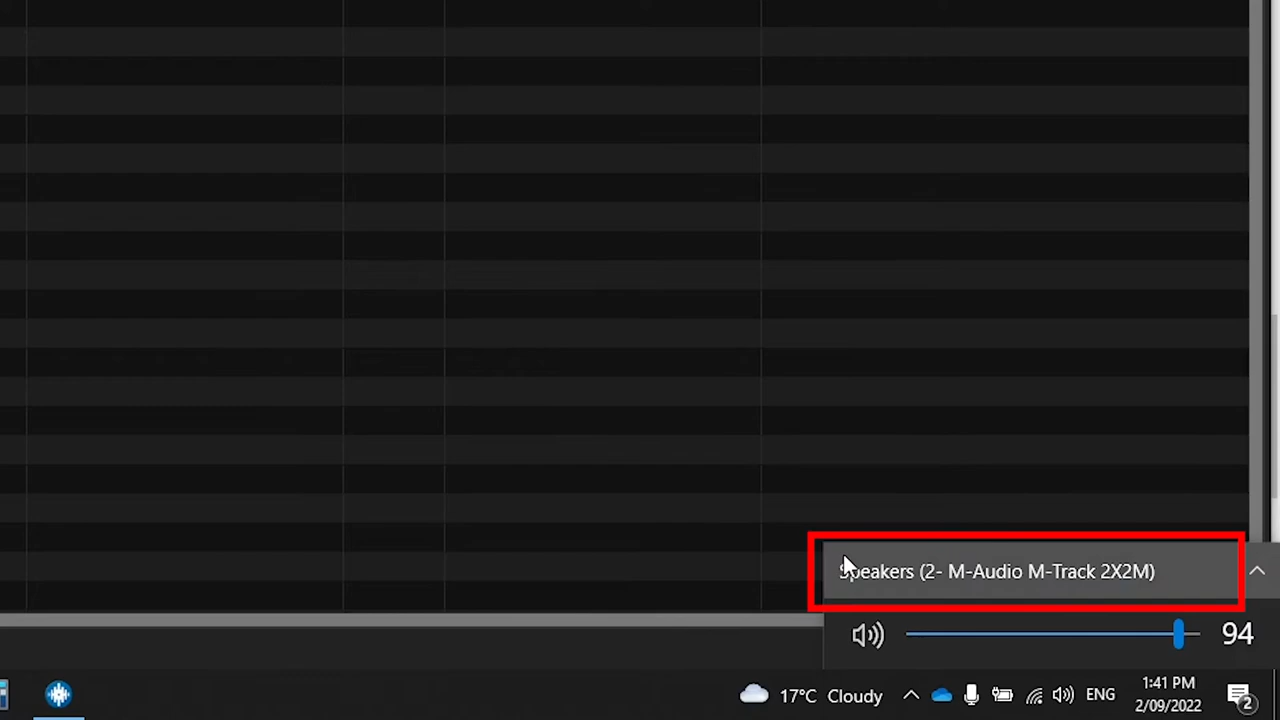 Speakers (2- M-Audio M-Track 2X2M)
94
17°C Cloudy
ENG
1:41 PM
2/09/2022
2